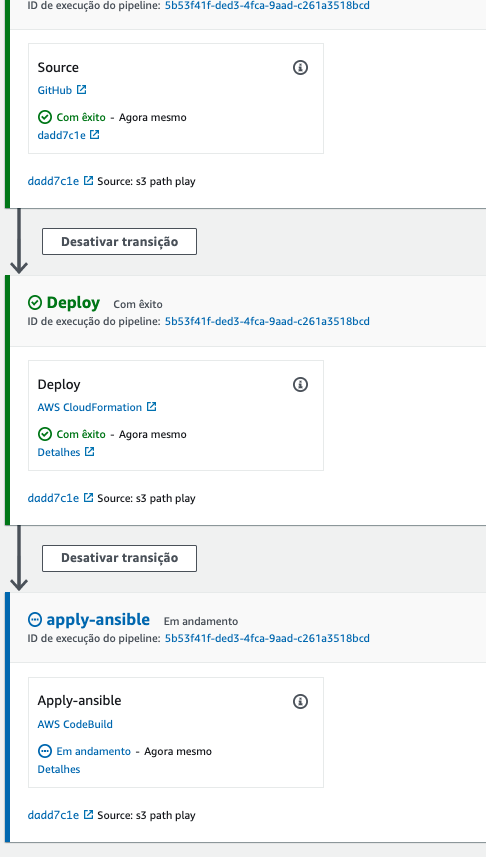 ID de execução do pipeline: 5b53f41f-ded3-4fca-9aad-c261a3518bcd
Source
GitHub
Com êxito - Agora mesmo
dadd7c1e
dadd7c1e Source: s3 path play
Desativar transição
Deploy Com êxito
ID de execução do pipeline: 5b53f41f-ded3-4fca-9aad-c261a3518bcd
Deploy
AWS CloudFormation
Com êxito - Agora mesmo
Detalhes
dadd7c1e Source: s3 path play
Desativar transição
apply-ansible Em andamento
ID de execução do pipeline: 5b53f41f-ded3-4fca-9aad-c261a3518bcd
Apply-ansible
AWS CodeBuild
Em andamento - Agora mesmo
Detalhes
dadd7c1e Source: s3 path play